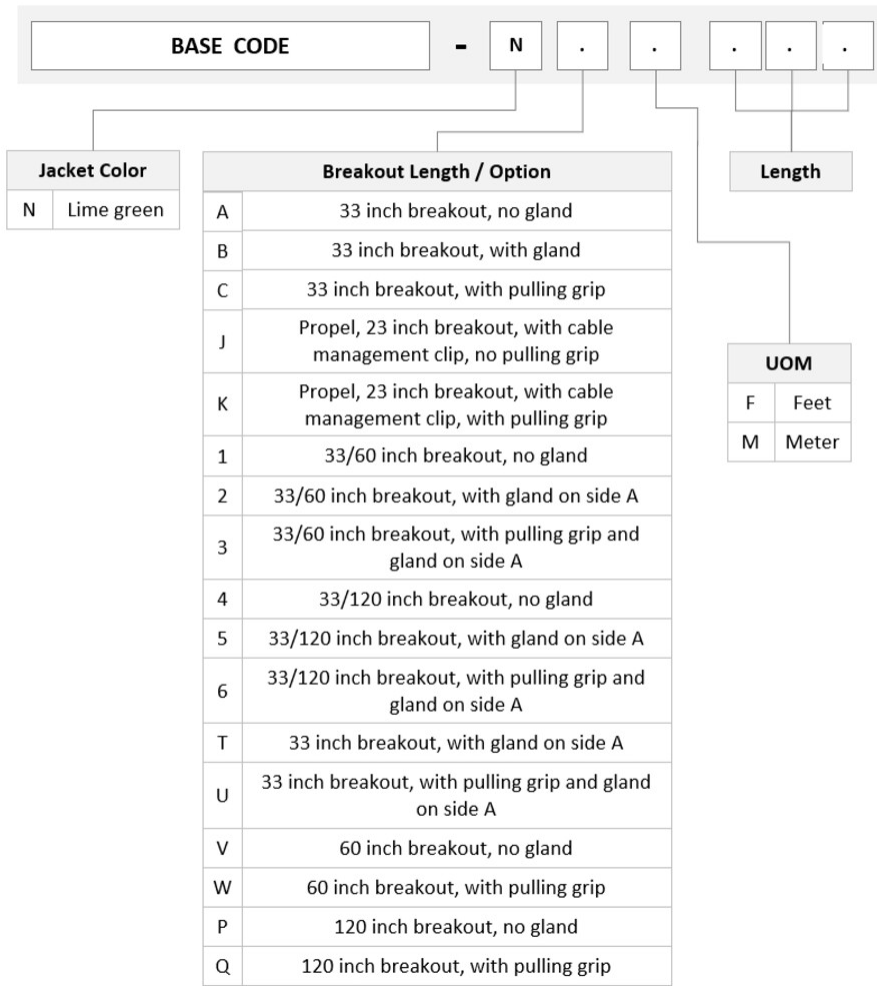 BASE CODE - N . . . . .
Jacket Color
N Lime green
Breakout Length / Option
A 33 inch breakout, no gland
B 33 inch breakout, with gland
C 33 inch breakout, with pulling grip
J Propel, 23 inch breakout, with cable
management clip, no pulling grip
K Propel, 23 inch breakout, with cable
management clip, with pulling grip
1 33/60 inch breakout, no gland
2 33/60 inch breakout, with gland on side A
3 33/60 inch breakout, with pulling grip and
gland on side A
4 33/120 inch breakout, no gland
5 33/120 inch breakout, with gland on side A
6 33/120 inch breakout, with pulling grip and
gland on side A
T 33 inch breakout, with gland on side A
U 33 inch breakout, with pulling grip and gland
on side A
V 60 inch breakout, no gland
W 60 inch breakout, with pulling grip
P 120 inch breakout, no gland
Q 120 inch breakout, with pulling grip
Length
UOM
F Feet
M Meter